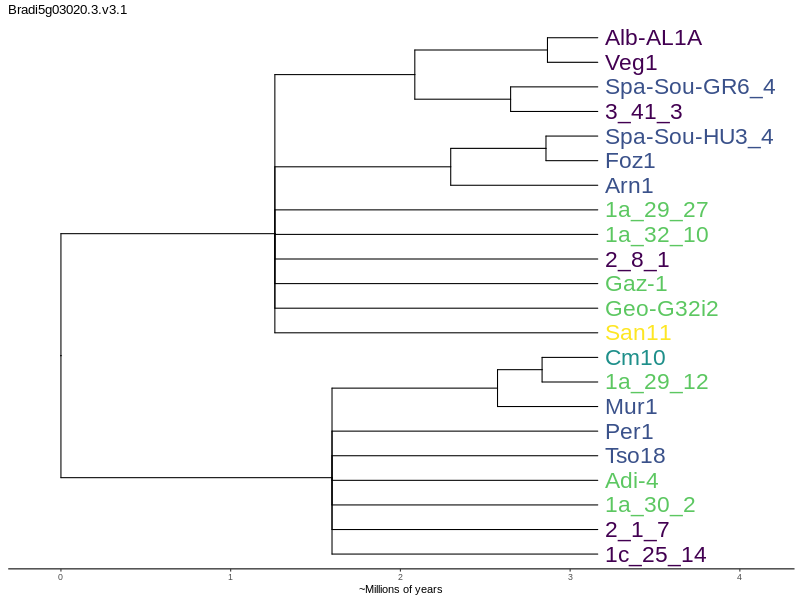 Bradi5g03020.3.v3.1
Alb-AL1A
Veg1
Spa-Sou-GR6_4
3_41_3
Spa-Sou-HU3_4
Foz1
Arn1
1a_29_27
1a_32_10
2_8_1
Gaz-1
Geo-G32i2
San11
Cm10
1a_29_12
Mur1
Per1
Tso18
Adi-4
1a_30_2
2_1_7
1c_25_14
0 1 2 3 4
~Millions of years